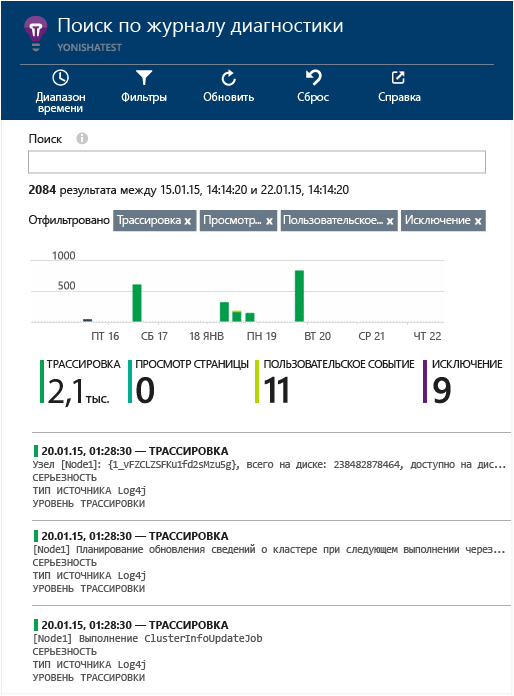 Поиск по журналу диагностики
YONISHATEST
Диапазон времени
Фильтры
Обновить
Сброс
Справка
Поиск
2084 результата между 15.01.15, 14:14:20 и 22.01.15, 14:14:20
Отфильтровано Трассировка x Просмотр... x Пользовательское... x Исключение x
1000
500
ПТ 16 СБ 17 18 ЯНВ ПН 19 ВТ 20 СР 21 ЧТ 22
ТРАССИРОВКА
2,1 тыс.
ПРОСМОТР СТРАНИЦЫ
0
ПОЛЬЗОВАТЕЛЬСКОЕ СОБЫТИЕ
11
ИСКЛЮЧЕНИЕ
9
20.01.15, 01:28:30 — ТРАССИРОВКА
Узел [Node1]: {1_vFZCLZSFKu1fd2sMzu5g}, всего на диске: 238482878464, доступно на дис...
СЕРЬЕЗНОСТЬ
ТИП ИСТОЧНИКА Log4j
УРОВЕНЬ ТРАССИРОВКИ
20.01.15, 01:28:30 — ТРАССИРОВКА
[Node1] Планирование обновления сведений о кластере при следующем выполнении через...
СЕРЬЕЗНОСТЬ
ТИП ИСТОЧНИКА Log4j
УРОВЕНЬ ТРАССИРОВКИ
20.01.15, 01:28:30 — ТРАССИРОВКА
[Node1] Выполнение ClusterInfoUpdateJob
СЕРЬЕЗНОСТЬ
ТИП ИСТОЧНИКА Log4j
УРОВЕНЬ ТРАССИРОВКИ